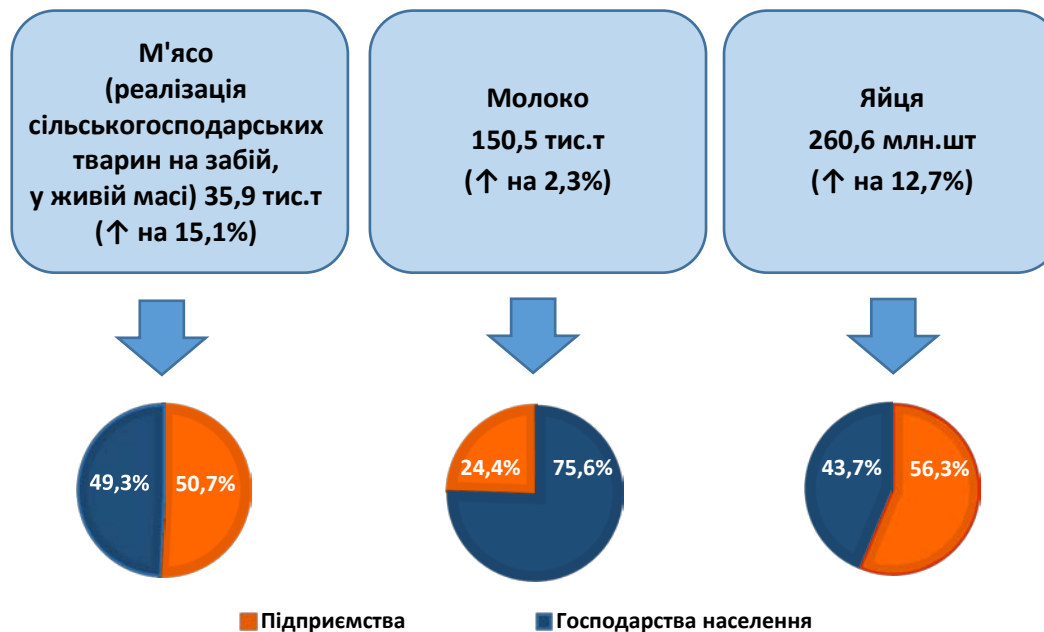 М'ясо
(реалізація
сільськогосподарських
тварин на забій,
у живій масі) 35,9 тис.т
(↑ на 15,1%)
Молоко
150,5 тис.т
(↑ на 2,3%)
Яйця
260,6 млн.шт
(↑ на 12,7%)
49,3%
50,7%
24,4%
75,6%
43,7%
56,3%
Підприємства
Господарства населення